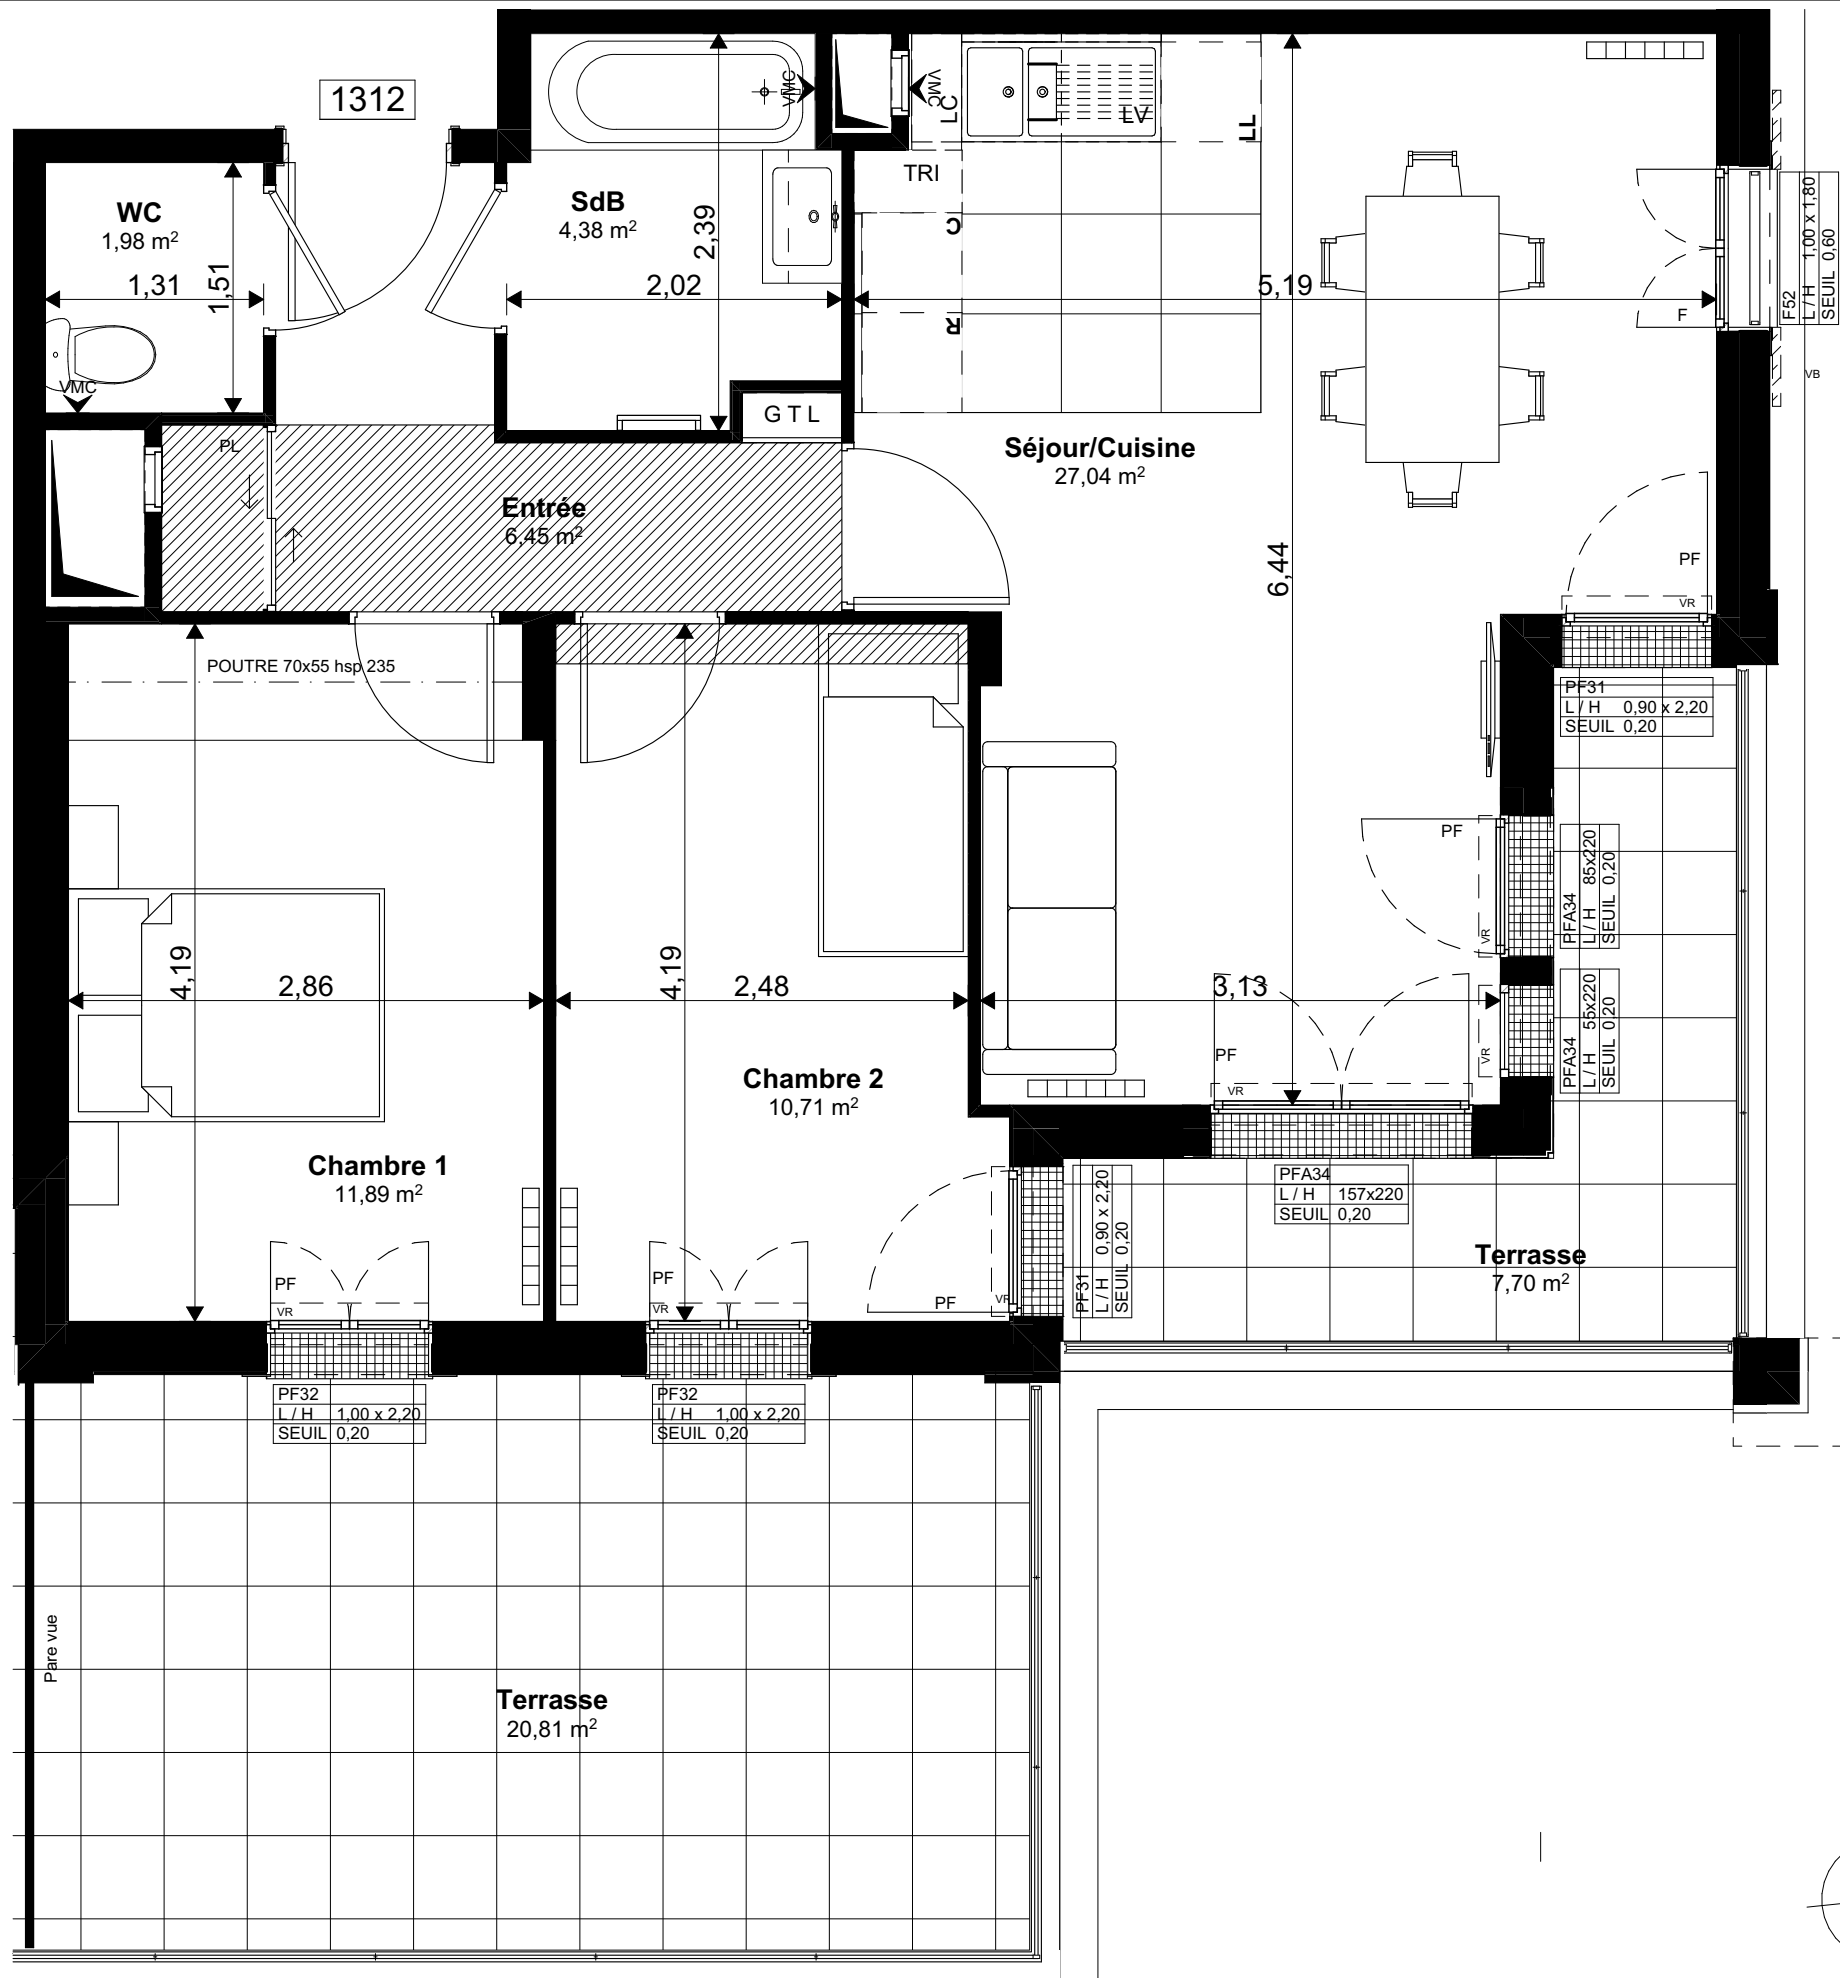 1312
WC
1,98 m²
1,31
1,51
VMC
SdB
4,38 m²
2,39
2,02
VMC
VMC
LC
LV
LL
TRI
C
R
5,19
F
F52
L / H 1,00 x 1,80
SEUIL 0,60
VB
PL
G T L
Entrée
6,45 m²
Séjour/Cuisine
27,04 m²
6,44
PF
VR
PF31
L / H 0,90 x 2,20
SEUIL 0,20
POUTRE 70x55 hsp 235
PF
VR
PFA34
L / H 85x220
SEUIL 0,20
4,19
2,86
4,19
2,48
3,13
VR
PFA34
L / H 55x220
SEUIL 0,20
PF
VR
Chambre 2
10,71 m²
Chambre 1
11,89 m²
PFA34
L / H 157x220
SEUIL 0,20
PF31
L / H 0,90 x 2,20
SEUIL 0,20
Terrasse
7,70 m²
PF
VR
PF
VR
PF
VR
PF32
L / H 1,00 x 2,20
SEUIL 0,20
PF32
L / H 1,00 x 2,20
SEUIL 0,20
Pare vue
Terrasse
20,81 m²